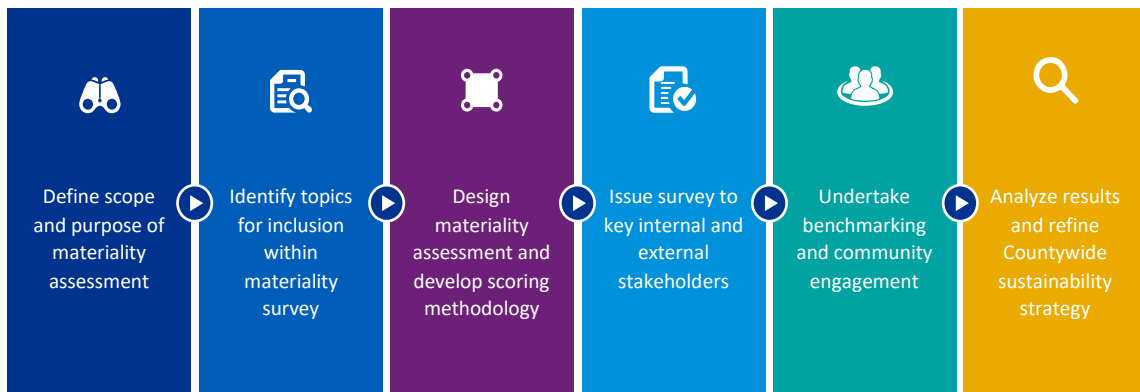 Define scope
and purpose of
materiality
assessment
Identify topics
for inclusion
within
materiality
survey
Design
materiality
assessment and
develop scoring
methodology
Issue survey to
key internal and
external
stakeholders
Undertake
benchmarking
and community
engagement
Analyze results
and refine
Countywide
sustainability
strategy